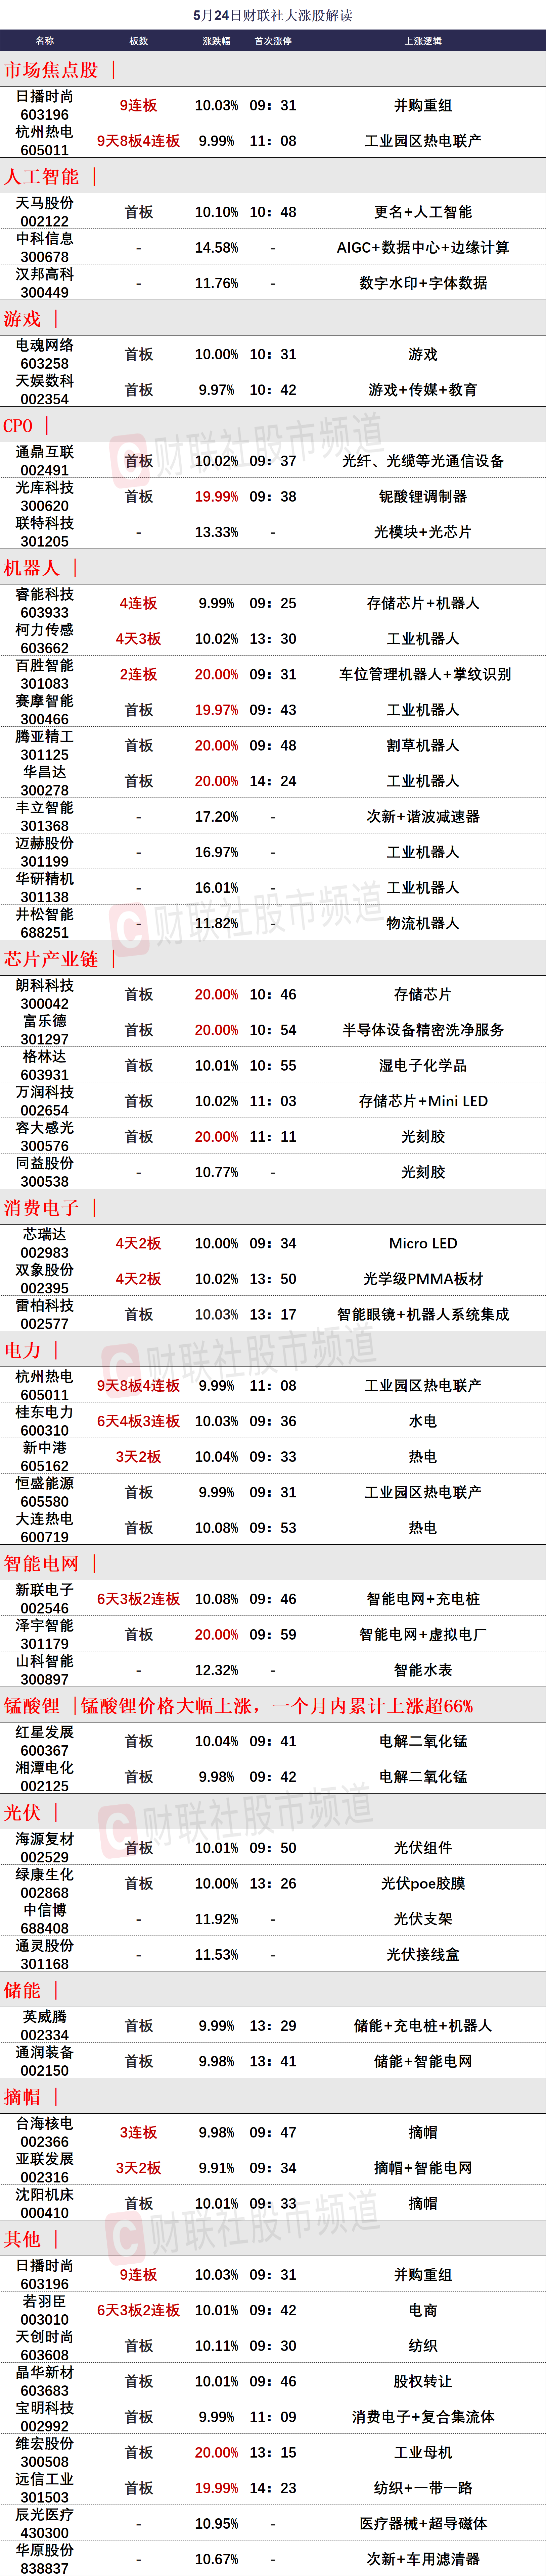 5月24日财联社大涨股解读
名称 板数 涨跌幅 首次涨停 上涨逻辑
市场焦点股 |
日播时尚
603196 9连板 10.03% 09：31 并购重组
杭州热电
605011 9天8板4连板 9.99% 11：08 工业园区热电联产
人工智能 |
天马股份
002122 首板 10.10% 10：48 更名+人工智能
中科信息
300678 - 14.58% - AIGC+数据中心+边缘计算
汉邦高科
300449 - 11.76% - 数字水印+字体数据
游戏 |
电魂网络
603258 首板 10.00% 10：31 游戏
天娱数科
002354 首板 9.97% 10：42 游戏+传媒+教育
CPO |
通鼎互联
002491 首板 10.02% 09：37 光纤、光缆等光通信设备
光库科技
300620 首板 19.99% 09：38 铌酸锂调制器
联特科技
301205 - 13.33% - 光模块+光芯片
财联社股市频道
机器人 |
睿能科技
603933 4连板 9.99% 09：25 存储芯片+机器人
柯力传感
603662 4天3板 10.02% 13：30 工业机器人
百胜智能
301083 2连板 20.00% 09：31 车位管理机器人+掌纹识别
赛摩智能
300466 首板 19.97% 09：43 工业机器人
腾亚精工
301125 首板 20.00% 09：48 割草机器人
华昌达
300278 首板 20.00% 14：24 工业机器人
丰立智能
301368 - 17.20% - 次新+谐波减速器
迈赫股份
301199 - 16.97% - 工业机器人
华研精机
301138 - 16.01% - 工业机器人
井松智能
688251 - 11.82% - 物流机器人
财联社股市频道
芯片产业链 |
朗科科技
300042 首板 20.00% 10：46 存储芯片
富乐德
301297 首板 20.00% 10：54 半导体设备精密洗净服务
格林达
603931 首板 10.01% 10：55 湿电子化学品
万润科技
002654 首板 10.02% 11：03 存储芯片+Mini LED
容大感光
300576 首板 20.00% 11：11 光刻胶
同益股份
300538 - 10.77% - 光刻胶
消费电子 |
芯瑞达
002983 4天2板 10.00% 09：34 Micro LED
双象股份
002395 4天2板 10.02% 13：50 光学级PMMA板材
雷柏科技
002577 首板 10.03% 13：17 智能眼镜+机器人系统集成
财联社股市频道
电力 |
杭州热电
605011 9天8板4连板 9.99% 11：08 工业园区热电联产
桂东电力
600310 6天4板3连板 10.03% 09：36 水电
新中港
605162 3天2板 10.04% 09：33 热电
恒盛能源
605580 首板 9.99% 09：31 工业园区热电联产
大连热电
600719 首板 10.08% 09：53 热电
智能电网 |
新联电子
002546 6天3板2连板 10.08% 09：46 智能电网+充电桩
泽宇智能
301179 首板 20.00% 09：59 智能电网+虚拟电厂
山科智能
300897 - 12.32% - 智能水表
锰酸锂 |锰酸锂价格大幅上涨，一个月内累计上涨超66%
红星发展
600367 首板 10.04% 09：41 电解二氧化锰
湘潭电化
002125 首板 9.98% 09：42 电解二氧化锰
财联社股市频道
光伏 |
海源复材
002529 首板 10.01% 09：50 光伏组件
绿康生化
002868 首板 10.00% 13：26 光伏poe胶膜
中信博
688408 - 11.92% - 光伏支架
通灵股份
301168 - 11.53% - 光伏接线盒
储能 |
英威腾
002334 首板 9.99% 13：29 储能+充电桩+机器人
通润装备
002150 首板 9.98% 13：41 储能+智能电网
摘帽 |
台海核电
002366 3连板 9.98% 09：47 摘帽
亚联发展
002316 3天2板 9.91% 09：34 摘帽+智能电网
沈阳机床
000410 首板 10.01% 09：33 摘帽
财联社股市频道
其他 |
日播时尚
603196 9连板 10.03% 09：31 并购重组
若羽臣
003010 6天3板2连板 10.01% 09：42 电商
天创时尚
603608 首板 10.11% 09：30 纺织
晶华新材
603683 首板 10.01% 09：46 股权转让
宝明科技
002992 首板 9.99% 11：09 消费电子+复合集流体
维宏股份
300508 首板 20.00% 13：15 工业母机
远信工业
301503 首板 19.99% 14：23 纺织+一带一路
辰光医疗
430300 - 10.95% - 医疗器械+超导磁体
华原股份
838837 - 10.67% - 次新+车用滤清器